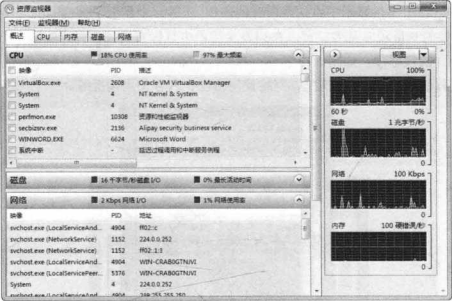 资源监视器
文件(F) 监视器(M) 帮助(H)
概述 CPU 内存 磁盘 网络
CPU 18% CPU 使用率 97% 最大频率
映像 PID 描述
VirtualBox.exe 2608 Oracle VM VirtualBox Manager
System 4 NT Kernel & System
System 4 NT Kernel & System
perfmon.exe 10308 资源和性能监视器
secbizsrv.exe 2136 Alipay security business service
WINWORD.EXE 6624 Microsoft Word
系统中断 - 延迟过程调用和中断服务例程
磁盘 16 千字节/秒磁盘 I/O 0% 最长活动时间
网络 2 Kbps 网络 I/O 1% 网络使用率
映像 PID 地址
svchost.exe (LocalServiceAnd... 4904 ff02::c
svchost.exe (NetworkService) 1152 224.0.0.252
svchost.exe (NetworkService) 1152 ff02::1:3
svchost.exe (LocalServiceAnd... 4904 WIN-CRAB0GTNJVI
svchost.exe (LocalServicePeer... 5376 WIN-CRAB0GTNJVI
System 4 224.0.0.252
svchost.exe (LocalServiceAnd... 4904 239.255.255.250
视图
CPU 100%
60 秒 0%
磁盘 1 兆字节/秒
0
网络 100 Kbps
0
内存 100 硬错误/秒
0